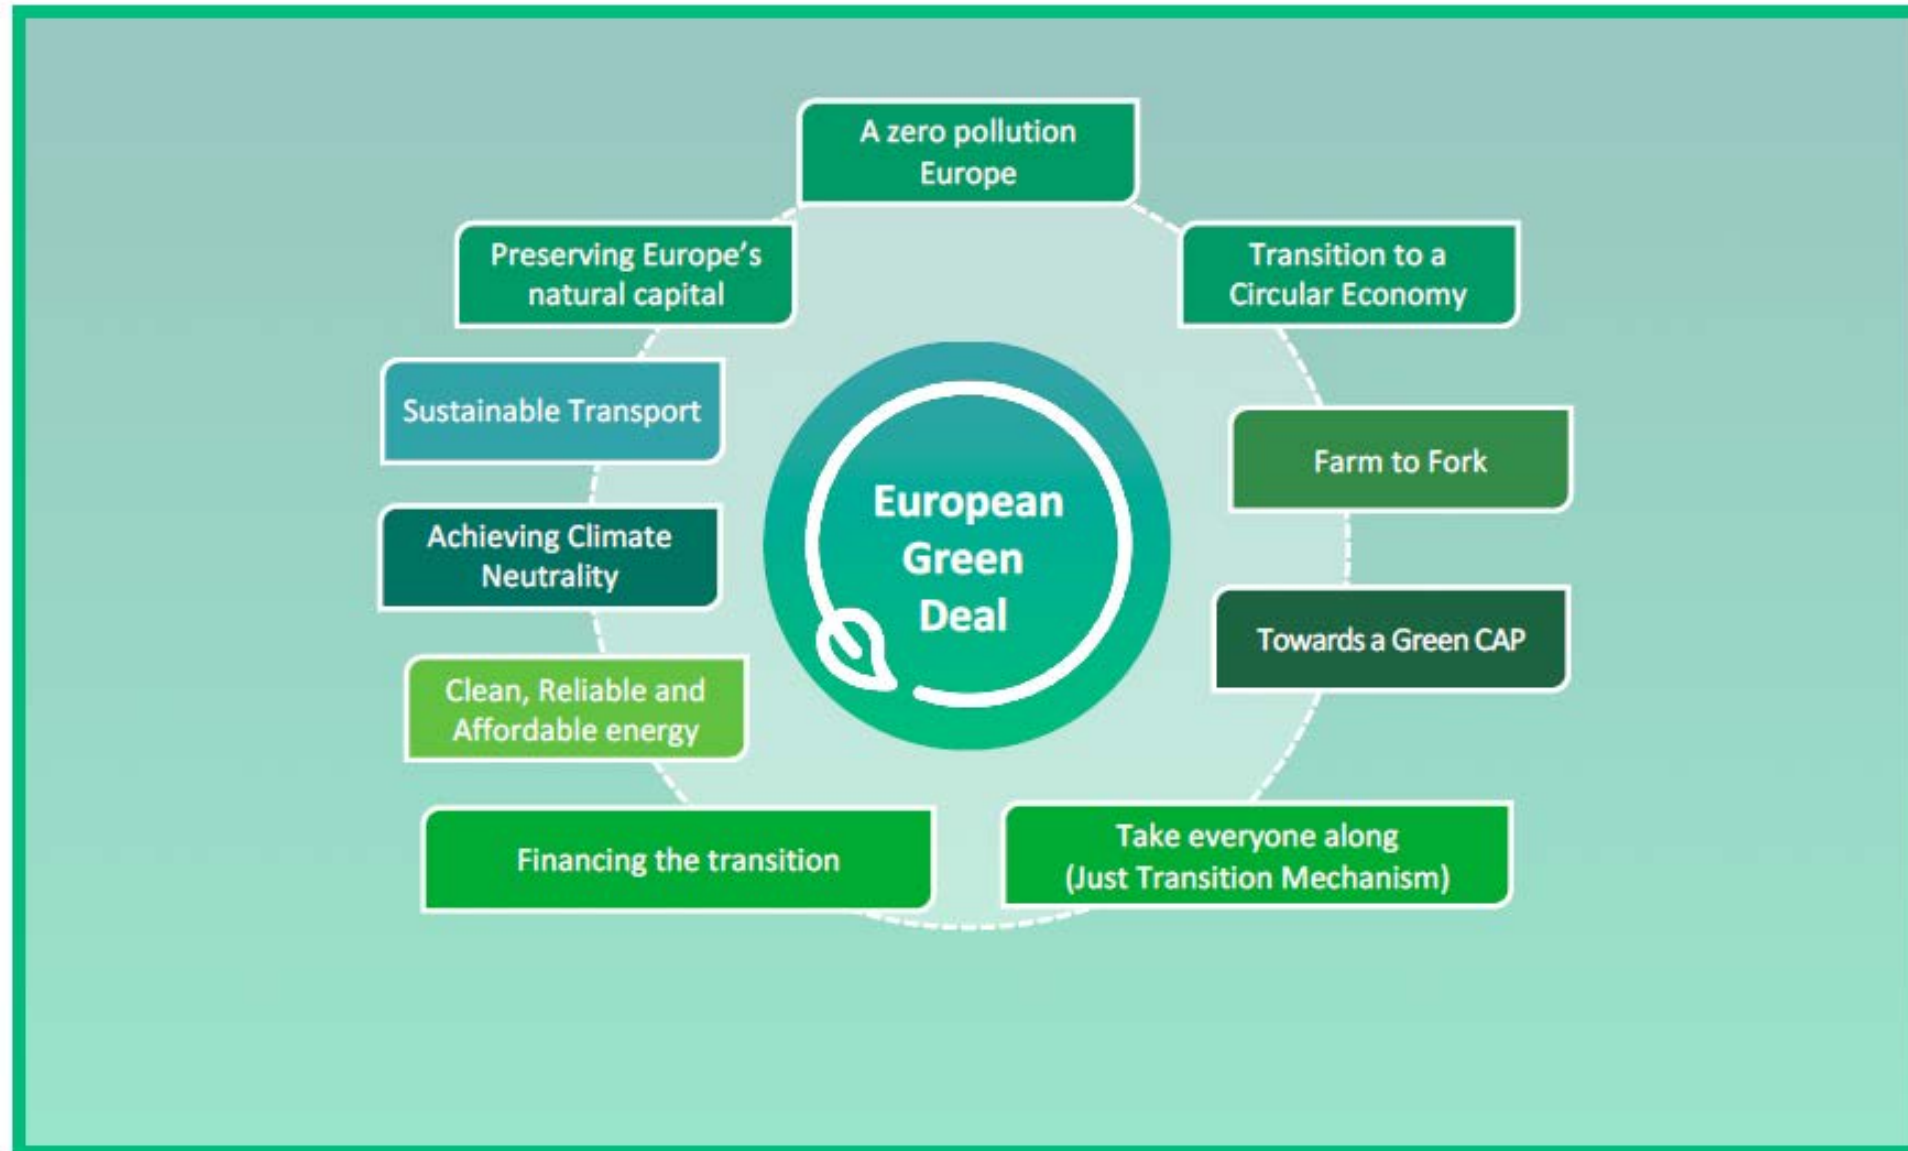 A zero pollution
Europe
Preserving Europe’s
natural capital
Transition to a
Circular Economy
Sustainable Transport
Farm to Fork
European
Green
Deal
Achieving Climate
Neutrality
Towards a Green CAP
Clean, Reliable and
Affordable energy
Financing the transition
Take everyone along
(Just Transition Mechanism)